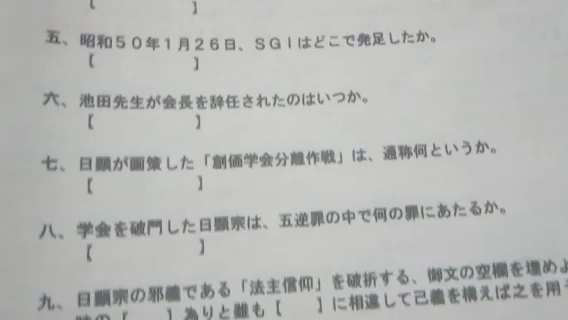 【　　　　　】
五、昭和５０年１月２６日、ＳＧＩはどこで発足したか。
【　　　　　】
六、池田先生が会長を辞任されたのはいつか。
【　　　　　】
七、日顕が画策した「創価学会分離作戦」は、通称何というか。
【　　　　　】
八、学会を破門した日顕宗は、五逆罪の中で何の罪にあたるか。
【　　　　　】
九、日顕宗の邪義である「法主信仰」を破折する、御文の空欄を埋めよ
時の【　　　】為りと雖も【　　　】に相違して己義を構えば之を用